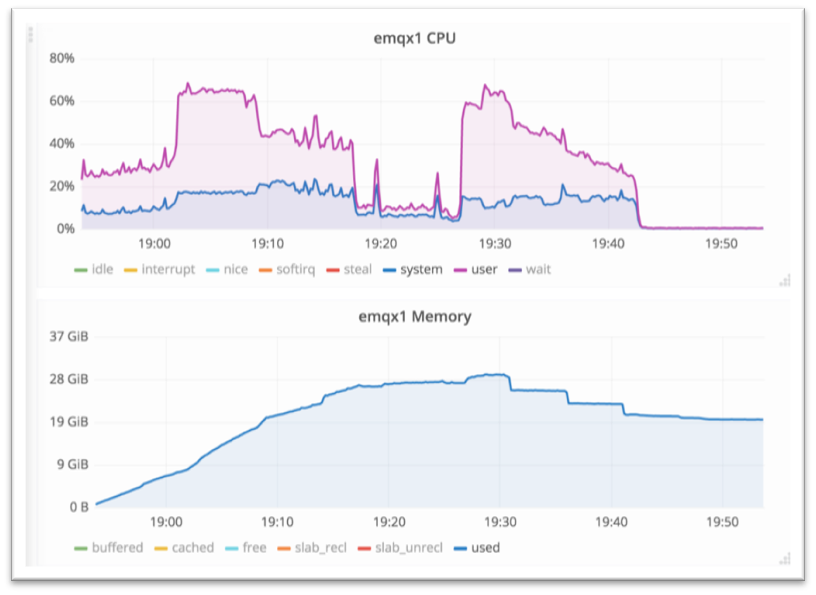 emqx1 CPU
80%
60%
40%
20%
0%
19:00 19:10 19:20 19:30 19:40 19:50
idle interrupt nice softirq steal system user wait
emqx1 Memory
37 GiB
28 GiB
19 GiB
9 GiB
0 B
19:00 19:10 19:20 19:30 19:40 19:50
buffered cached free slab_recl slab_unrecl used